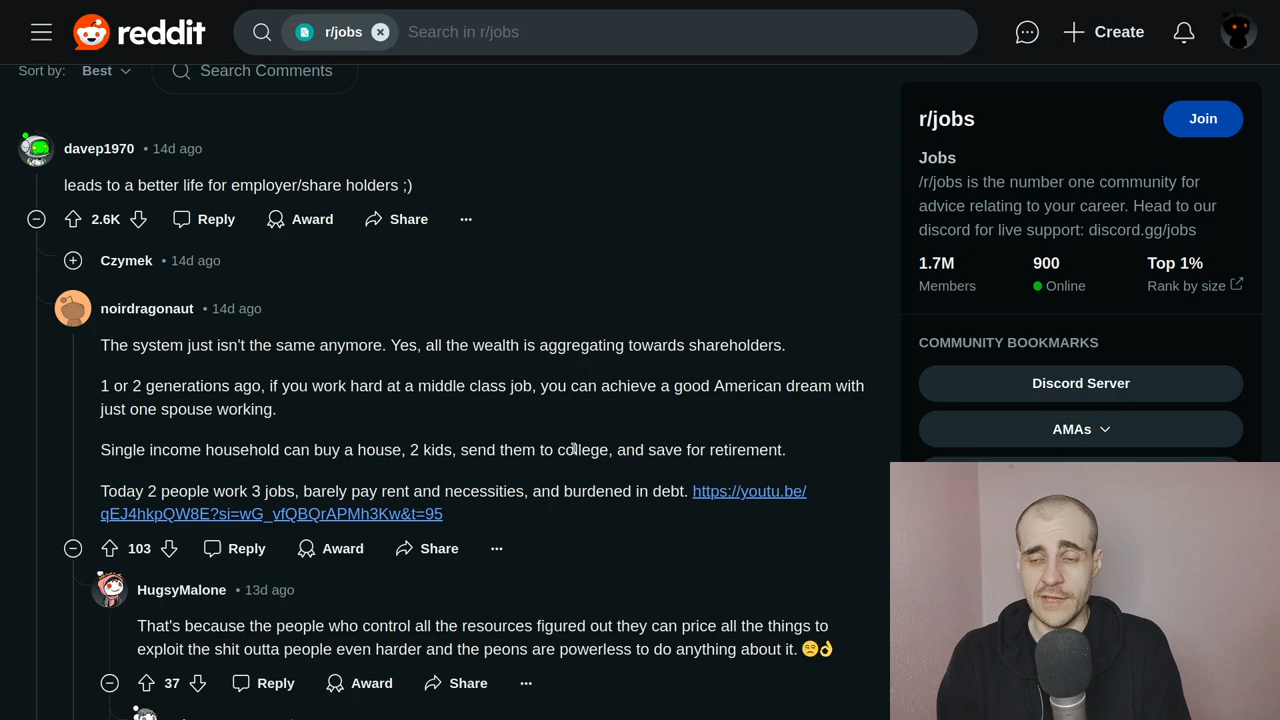 reddit
r/jobs
Search in r/jobs
Create
Sort by:
Best
Search Comments
davep1970 • 14d ago
leads to a better life for employer/share holders ;)
2.6K
Reply
Award
Share
Czymek • 14d ago
noirdragonaut • 14d ago
The system just isn't the same anymore. Yes, all the wealth is aggregating towards shareholders.
1 or 2 generations ago, if you work hard at a middle class job, you can achieve a good American dream with
just one spouse working.
Single income household can buy a house, 2 kids, send them to college, and save for retirement.
Today 2 people work 3 jobs, barely pay rent and necessities, and burdened in debt. https://youtu.be/
qEJ4hkpQW8E?si=wG_vfQBQrAPMh3Kw&t=95
103
Reply
Award
Share
HugsyMalone • 13d ago
That's because the people who control all the resources figured out they can price all the things to
exploit the shit outta people even harder and the peons are powerless to do anything about it. 😒👌
37
Reply
Award
Share
r/jobs
Join
Jobs
/r/jobs is the number one community for
advice relating to your career. Head to our
discord for live support: discord.gg/jobs
1.7M
Members
900
Online
Top 1%
Rank by size
COMMUNITY BOOKMARKS
Discord Server
AMAs